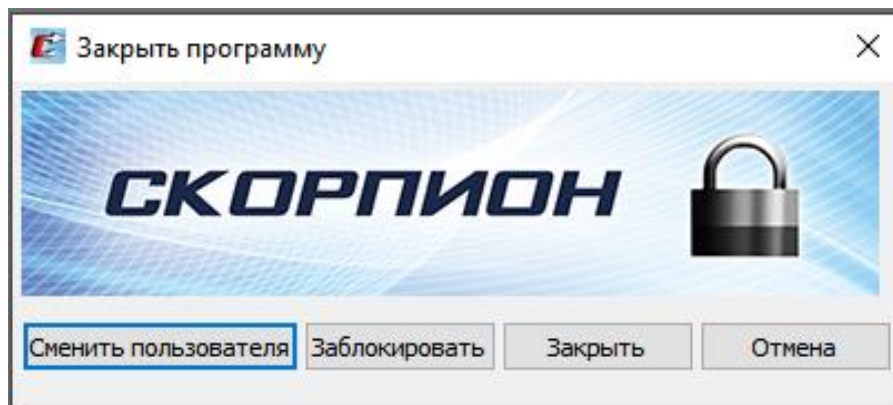 Закрыть программу
СКОРПИОН
Сменить пользователя Заблокировать Закрыть Отмена